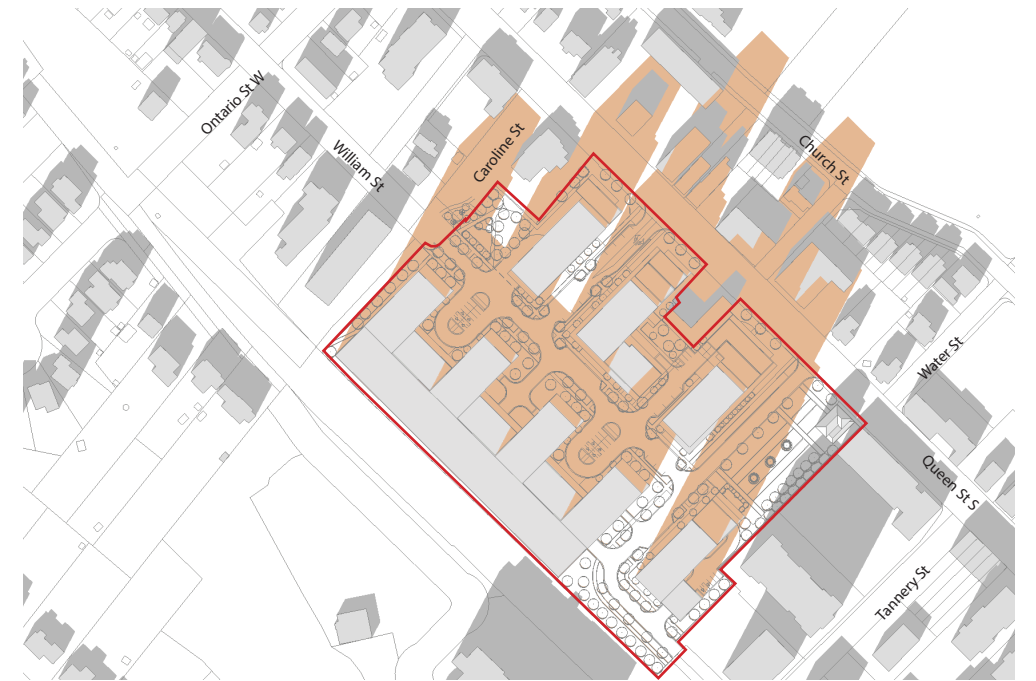 Ontario St W
William St
Caroline St
Church St
Water St
Queen St S
Tannery St